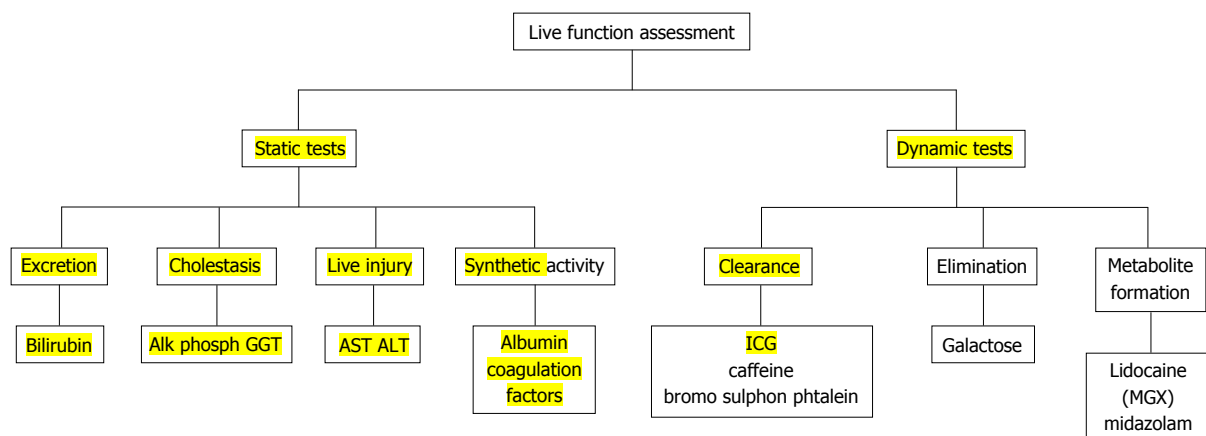 Live function assessment
Static tests
Dynamic tests
Excretion
Cholestasis
Live injury
Synthetic activity
Clearance
Elimination
Metabolite
formation
Bilirubin
Alk phosph GGT
AST ALT
Albumin
coagulation
factors
ICG
caffeine
bromo sulphon phtalein
Galactose
Lidocaine
(MGX)
midazolam